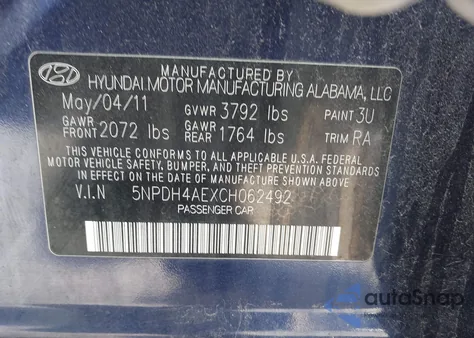 MANUFACTURED BY
HYUNDAI MOTOR MANUFACTURING ALABAMA, LLC
May/04/11 GVWR 3792 lbs PAINT 3U
GAWR FRONT 2072 lbs GAWR REAR 1764 lbs TRIM RA
THIS VEHICLE CONFORMS TO ALL APPLICABLE U.S.A. FEDERAL
MOTOR VEHICLE SAFETY, BUMPER, AND THEFT PREVENTION
STANDARDS IN EFFECT ON THE DATE OF MANUFACTURE SHOWN ABOVE.
V.I.N 5NPDH4AEXCH062492
PASSENGER CAR
autoSnap